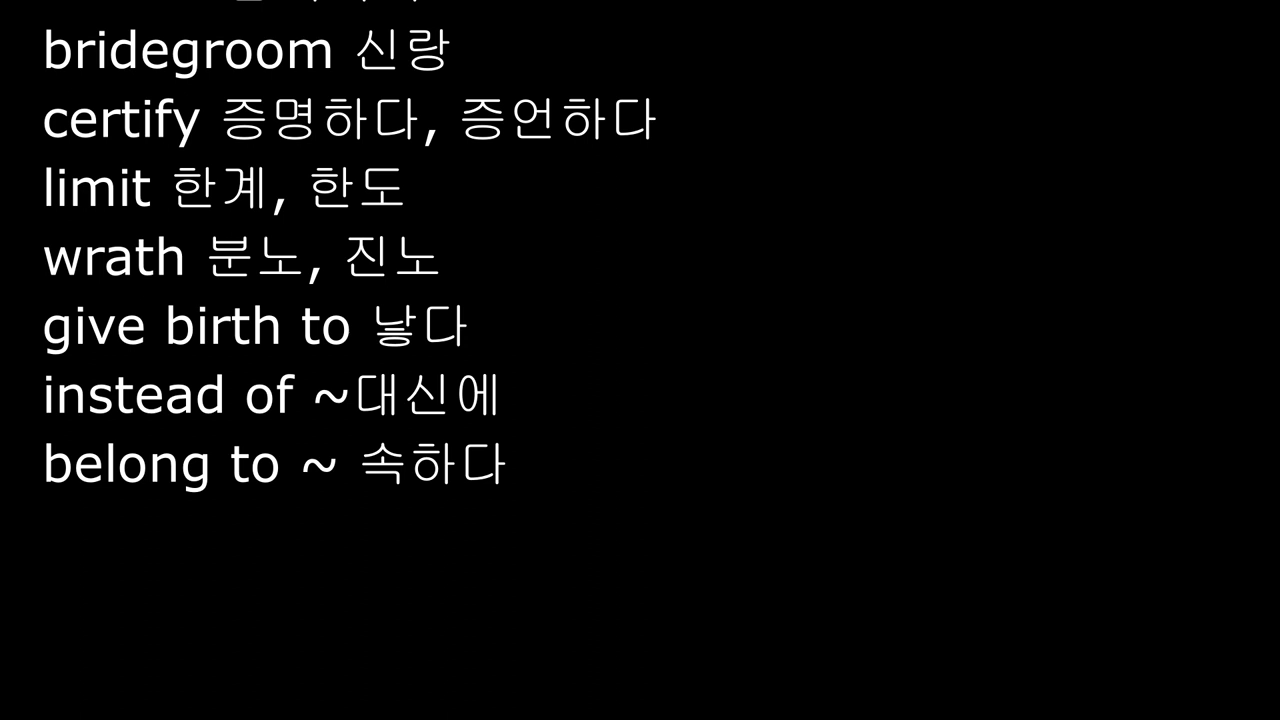 bridegroom 신랑
certify 증명하다, 증언하다
limit 한계, 한도
wrath 분노, 진노
give birth to 낳다
instead of ~대신에
belong to ~ 속하다